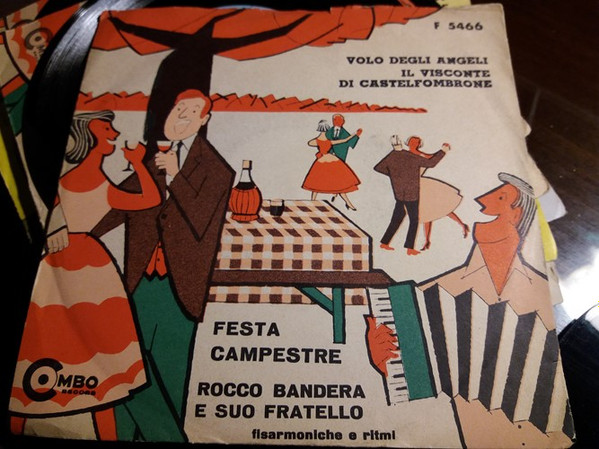 F 5466
VOLO DEGLI ANGELI
IL VISCONTE
DI CASTELFOMBRONE
FESTA
CAMPESTRE
COMBO
RECORD
ROCCO BANDERA
E SUO FRATELLO
fisarmoniche e ritmi